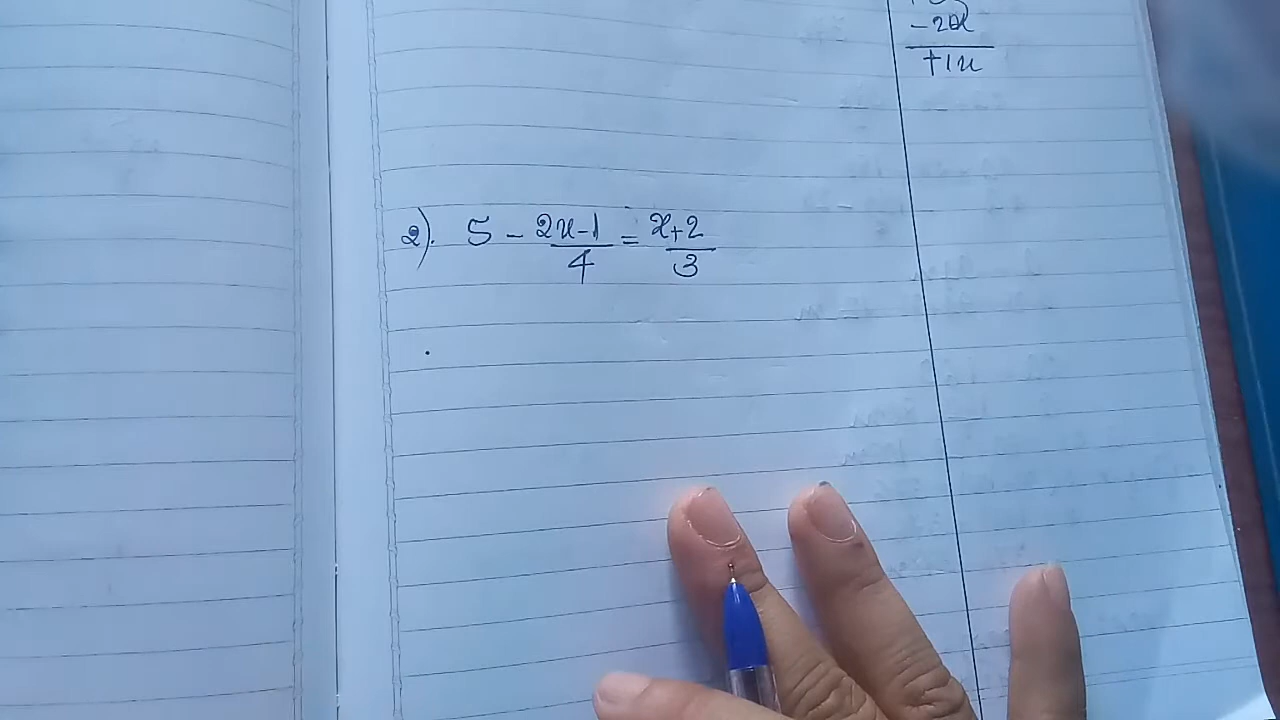 - 2x
+1x
2). 5 - 2x-1/4 = x+2/3